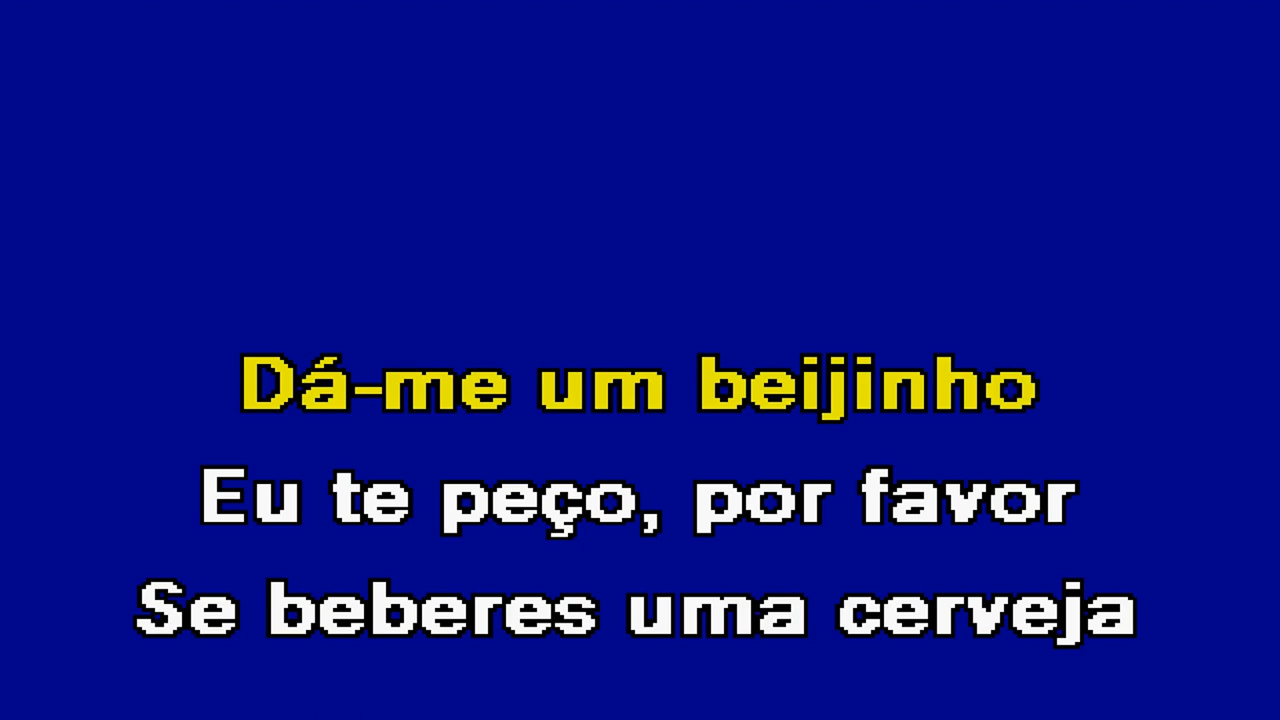 Dá-me um beijinho
Eu te peço, por favor
Se beberes uma cerveja